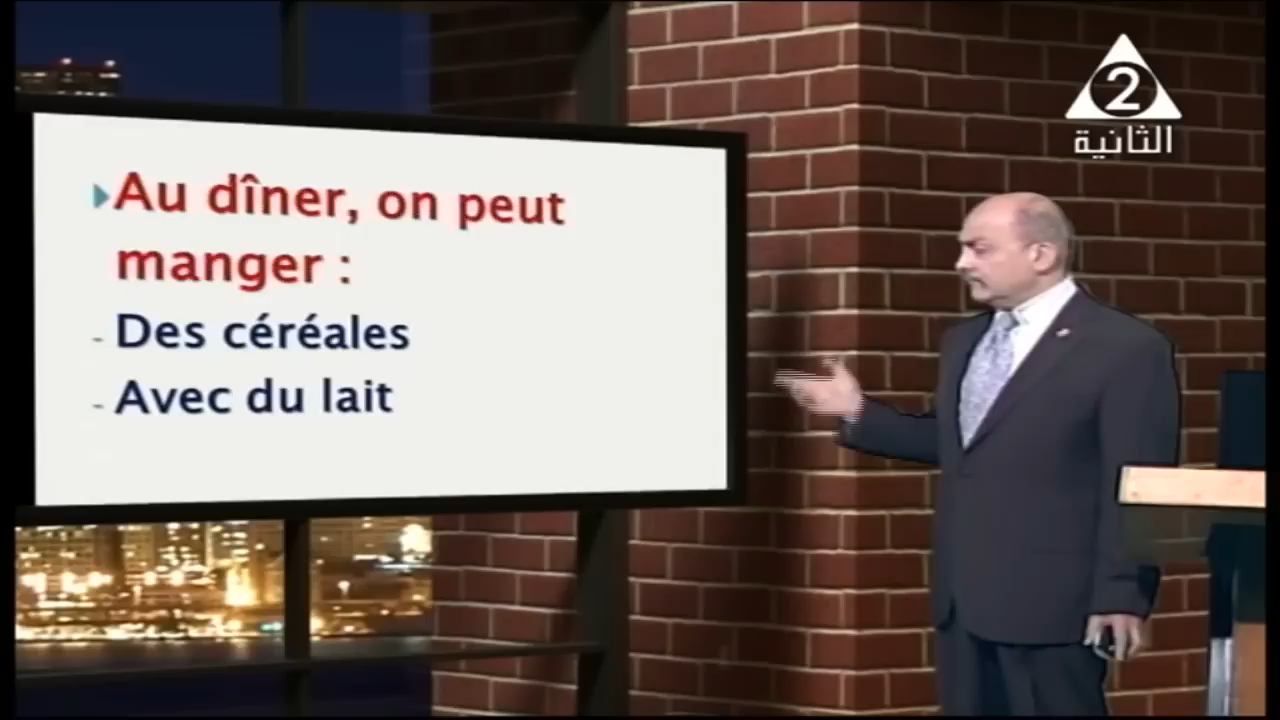 Au dîner, on peut
manger :
- Des céréales
- Avec du lait
2
الثانية